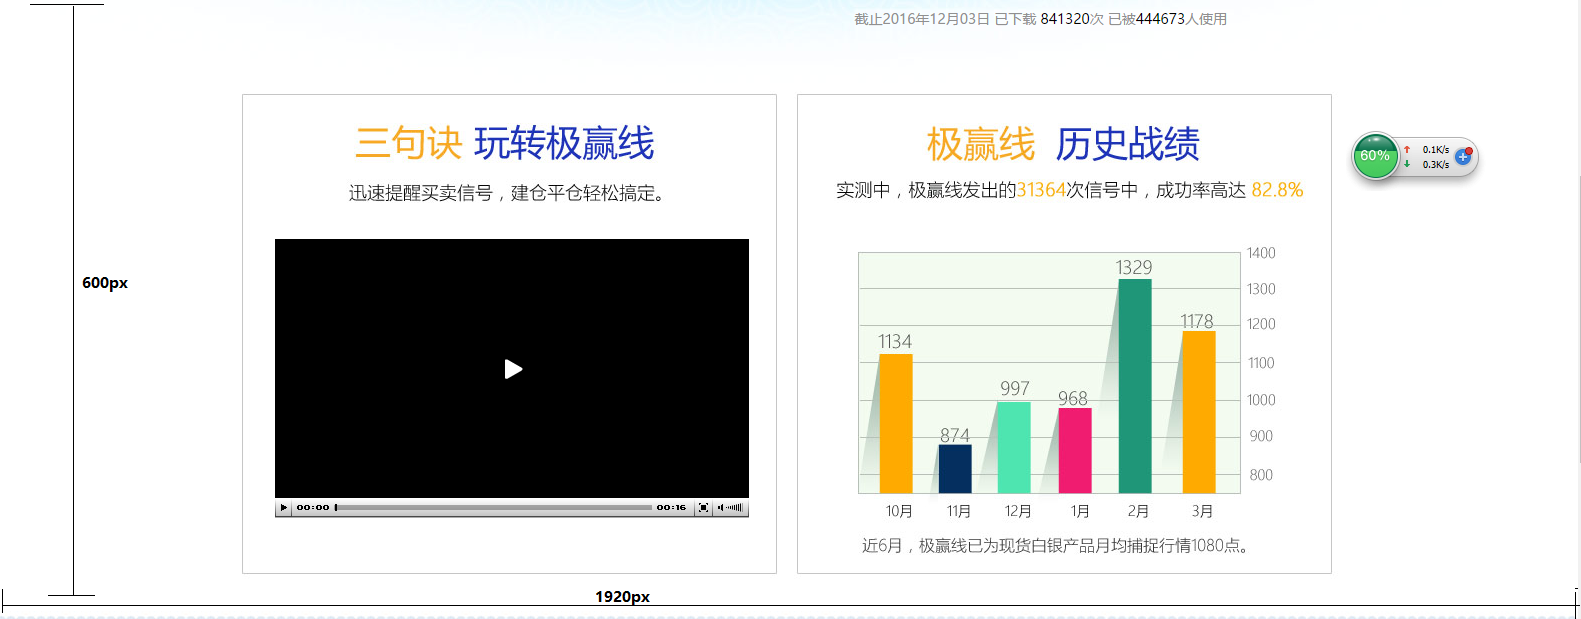 截止2016年12月03日 已下载 841320次 已被444673人使用
三句诀 玩转极赢线
迅速提醒买卖信号，建仓平仓轻松搞定。
00:00
00:16
极赢线 历史战绩
实测中，极赢线发出的31364次信号中，成功率高达 82.8%
1400
1300
1200
1100
1000
900
800
1134
874
997
968
1329
1178
10月
11月
12月
1月
2月
3月
近6月，极赢线已为现货白银产品月均捕捉行情1080点。
60%
0.1K/s
0.3K/s
600px
1920px